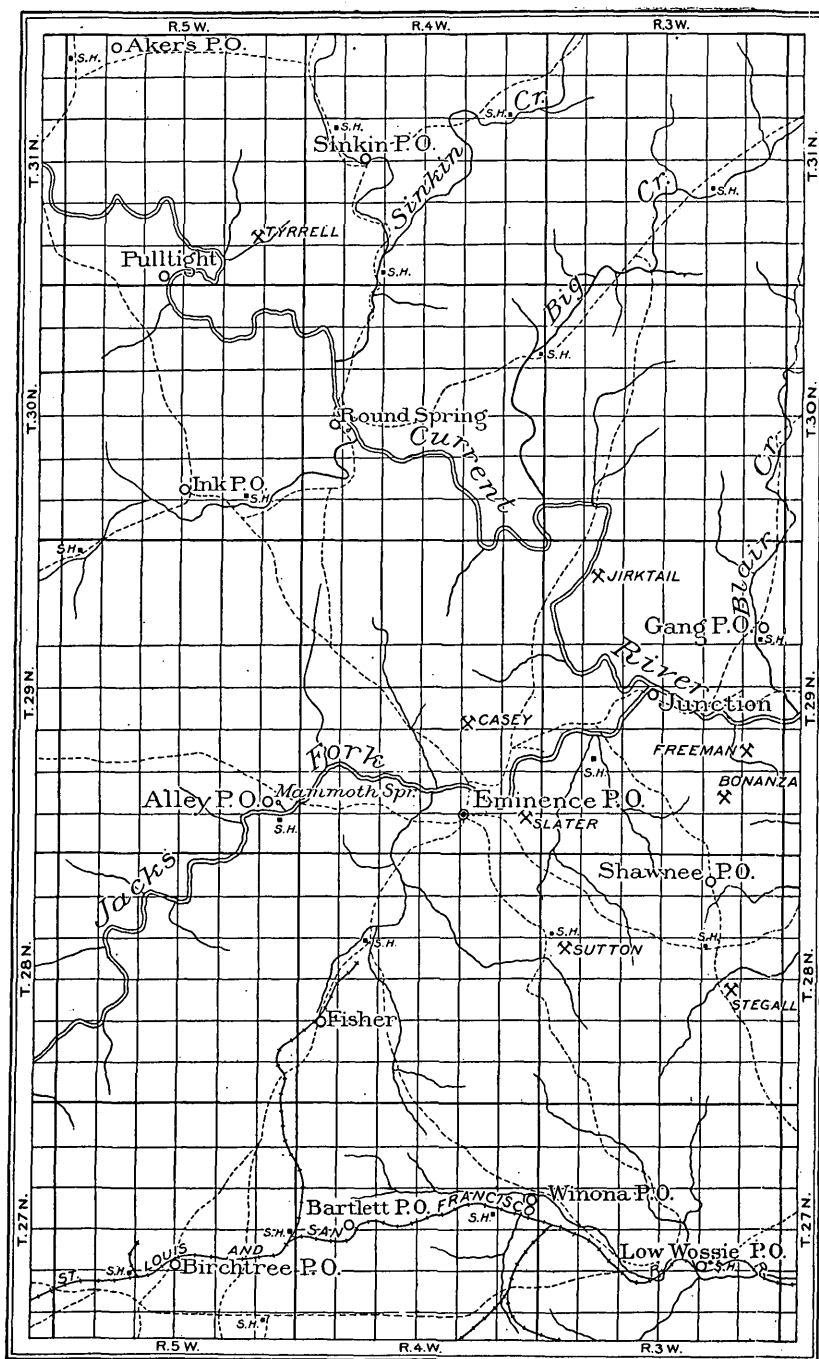 R.5 W. R.4 W. R.3 W.
Akers P.O.
S.H.
Cr.
S.H.
S.H.
Sinkin P.O.
T. 31 N.
T. 31 N.
Sinkin
Cr.
S.H.
TYRRELL
Pulltight
S.H.
Big
S.H.
T. 30 N.
T. 30 N.
Round Spring
Current
Cr.
Ink P.O.
S.H.
S.H.
JIRKTAIL
Blair
Gang P.O.
S.H.
River
T. 29 N.
T. 29 N.
Junction
CASEY
FREEMAN
Fork
S.H.
BONANZA
Mammoth Spr.
Alley P.O.
Eminence P.O.
S.H.
SLATER
Jacks
Shawnee P.O.
S.H.
S.H.
S.H.
SUTTON
T. 28 N.
T. 28 N.
STEGALL
Fisher
T. 27 N.
T. 27 N.
Winona P.O.
Bartlett P.O.
FRANCISCO
S.H.
S.H.
SAN
Low Wossie P.O.
LOUIS AND
S.H.
S.H.
ST.
Birchtree P.O.
S.H.
R.5 W. R.4 W. R.3 W.